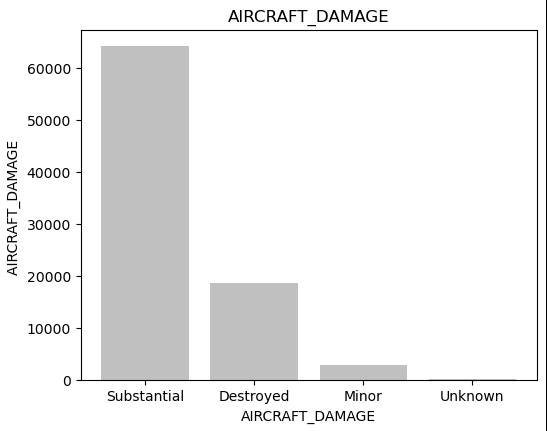 AIRCRAFT_DAMAGE
AIRCRAFT_DAMAGE
60000
50000
40000
30000
20000
10000
0
Substantial Destroyed Minor Unknown
AIRCRAFT_DAMAGE